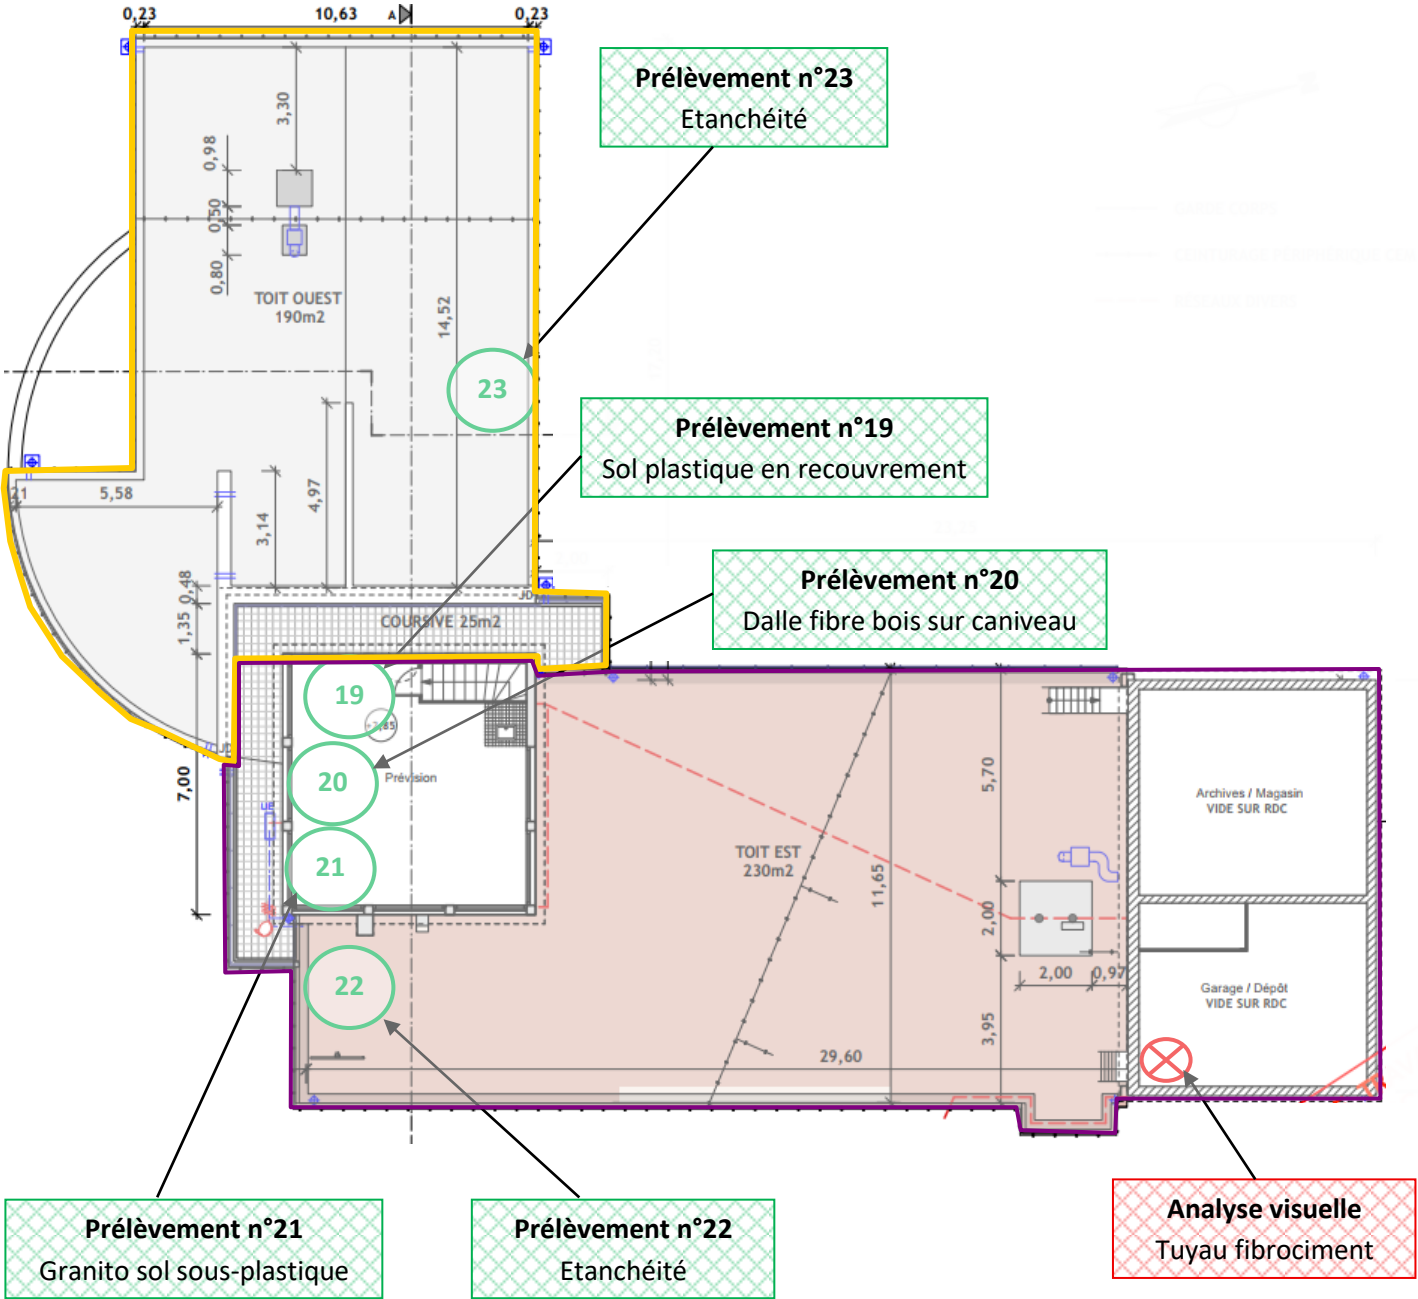 0,23
10,63
A
0,23
Prélèvement n°23
Etanchéité
3,30
0,98
0,50
0,80
TOIT OUEST
190m2
14,52
23
Prélèvement n°19
Sol plastique en recouvrement
21
5,58
4,97
3,14
0,48
1,35
JD
COURSIVE 25m2
Prélèvement n°20
Dalle fibre bois sur caniveau
19
20
Prévision
21
7,00
UE
5,70
TOIT EST
230m2
11,65
Archives / Magasin
VIDE SUR RDC
2,00
2,00
0,97
22
3,95
Garage / Dépôt
VIDE SUR RDC
29,60
Prélèvement n°21
Granito sol sous-plastique
Prélèvement n°22
Etanchéité
Analyse visuelle
Tuyau fibrociment